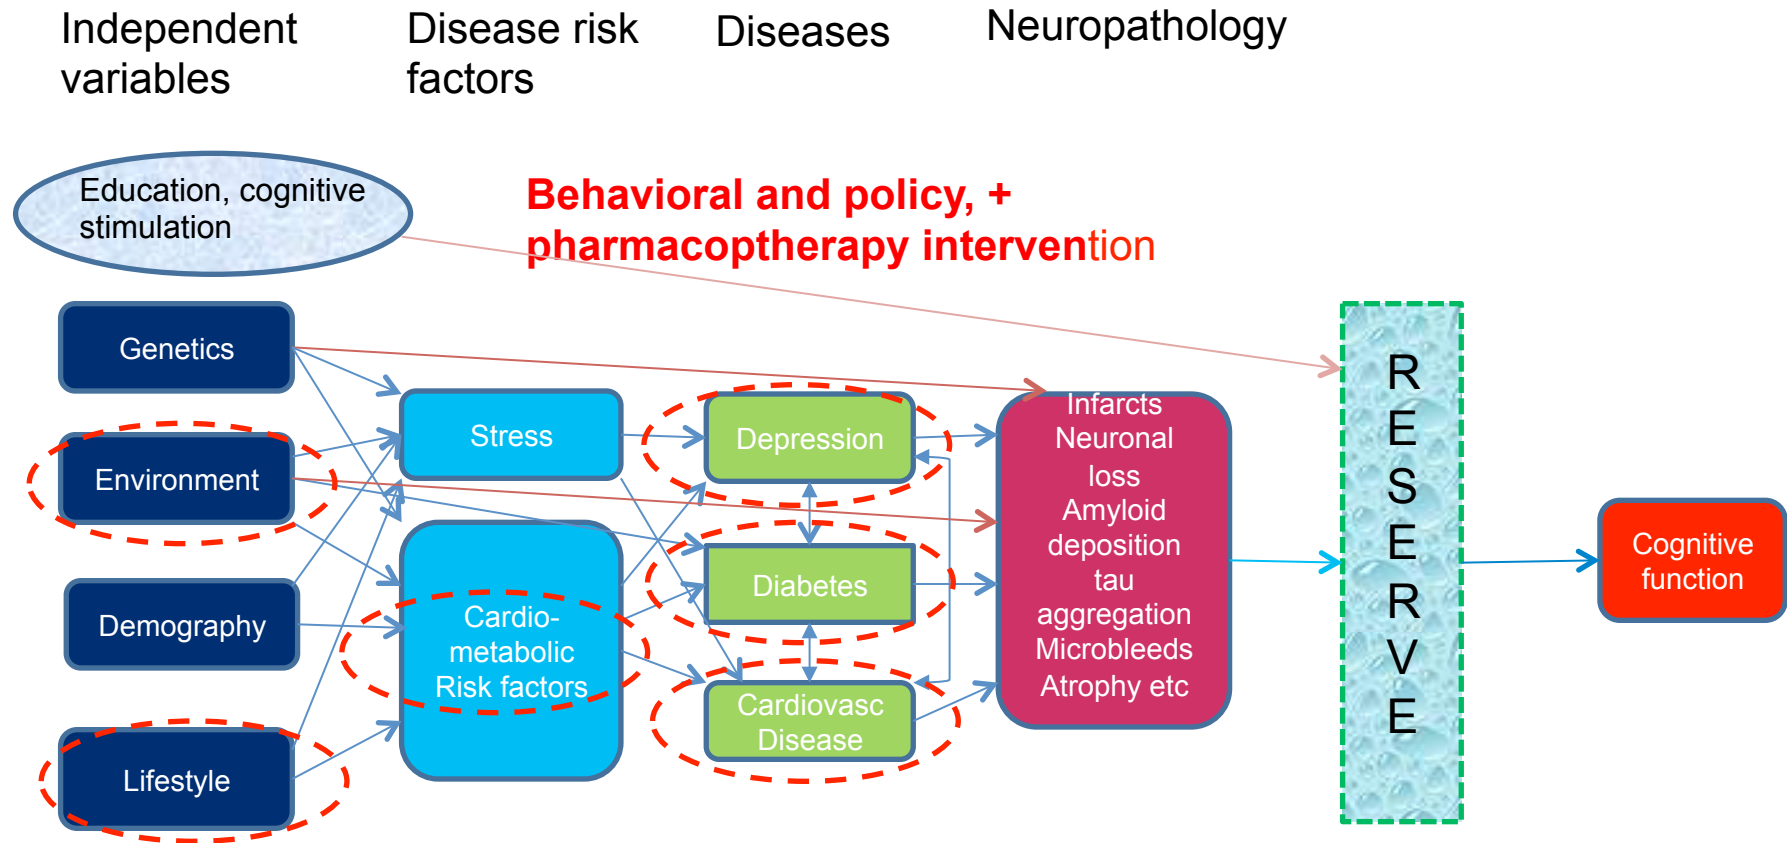 Independent
variables
Disease risk
factors
Diseases
Neuropathology
Education, cognitive
stimulation
Behavioral and policy, +
pharmacoptherapy intervention
Genetics
Environment
Demography
Lifestyle
Stress
Cardio-
metabolic
Risk factors
Depression
Diabetes
Cardiovasc
Disease
Infarcts
Neuronal
loss
Amyloid
deposition
tau
aggregation
Microbleeds
Atrophy etc
R
E
S
E
R
V
E
Cognitive
function